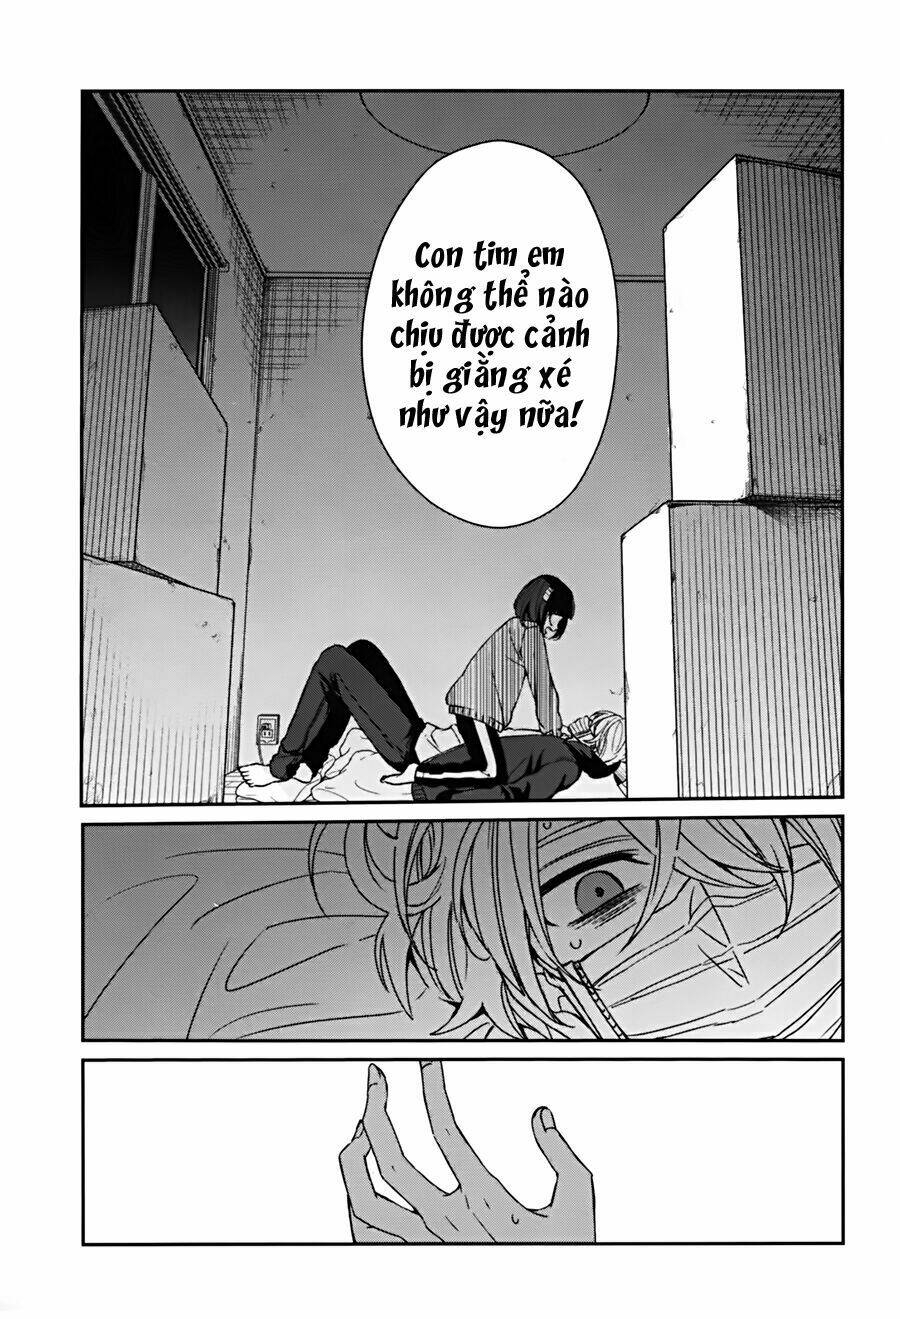 Con tim em
không thể nào
chịu được cảnh
bị giằng xé
như vậy nữa!